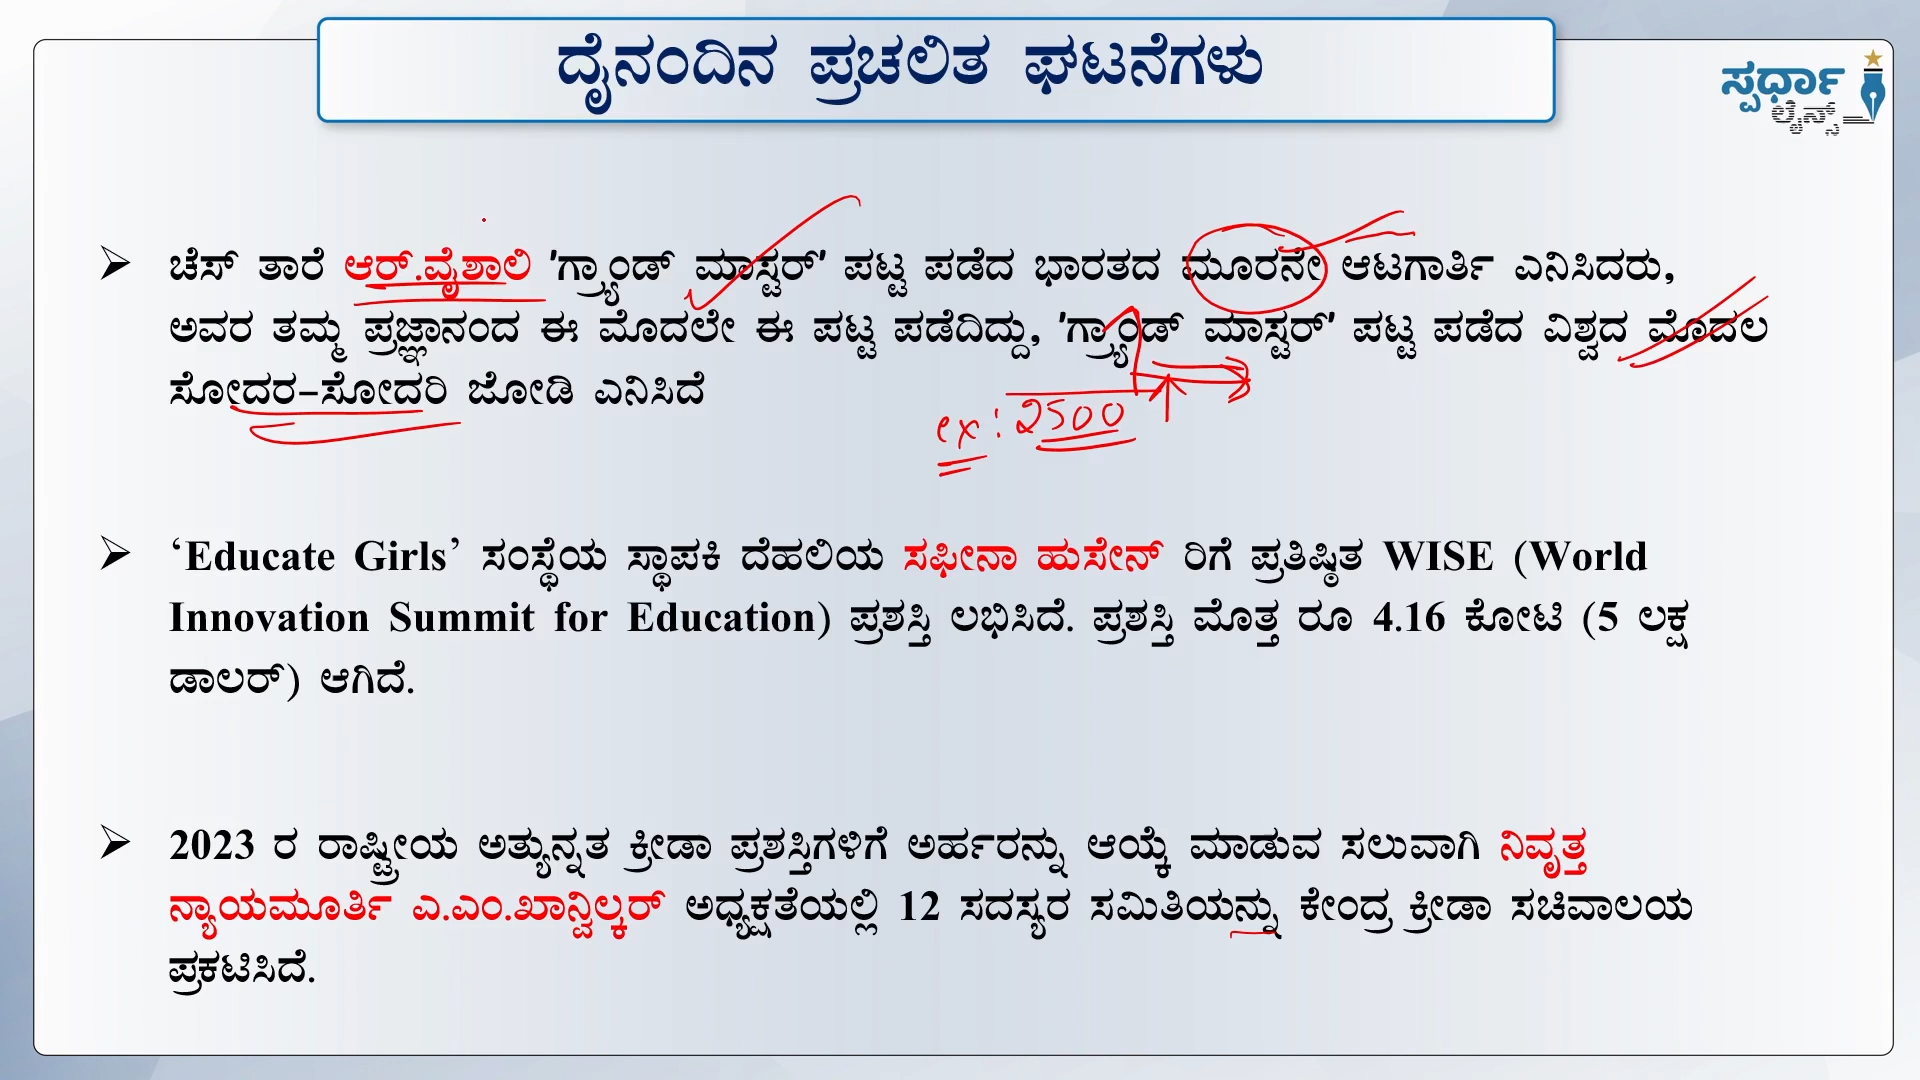 ದೈನಂದಿನ ಪ್ರಚಲಿತ ಘಟನೆಗಳು
ಸ್ಪರ್ಧಾ
ಲೈನ್ಸ್
➢ ಚೆಸ್ ತಾರೆ ಆರ್.ವೈಶಾಲಿ 'ಗ್ರ್ಯಾಂಡ್ ಮಾಸ್ಟರ್' ಪಟ್ಟ ಪಡೆದ ಭಾರತದ ಮೂರನೇ ಆಟಗಾರ್ತಿ ಎನಿಸಿದರು,
ಅವರ ತಮ್ಮ ಪ್ರಜ್ಞಾನಂದ ಈ ಮೊದಲೇ ಈ ಪಟ್ಟ ಪಡೆದಿದ್ದು, 'ಗ್ರ್ಯಾಂಡ್ ಮಾಸ್ಟರ್' ಪಟ್ಟ ಪಡೆದ ವಿಶ್ವದ ಮೊದಲ
ಸೋದರ-ಸೋದರಿ ಜೋಡಿ ಎನಿಸಿದೆ
ex: 2500
➢ ‘Educate Girls’ ಸಂಸ್ಥೆಯ ಸ್ಥಾಪಕಿ ದೆಹಲಿಯ ಸಫೀನಾ ಹುಸೇನ್ ರಿಗೆ ಪ್ರತಿಷ್ಠಿತ WISE (World
Innovation Summit for Education) ಪ್ರಶಸ್ತಿ ಲಭಿಸಿದೆ. ಪ್ರಶಸ್ತಿ ಮೊತ್ತ ರೂ 4.16 ಕೋಟಿ (5 ಲಕ್ಷ
ಡಾಲರ್) ಆಗಿದೆ.
➢ 2023 ರ ರಾಷ್ಟ್ರೀಯ ಅತ್ಯುನ್ನತ ಕ್ರೀಡಾ ಪ್ರಶಸ್ತಿಗಳಿಗೆ ಅರ್ಹರನ್ನು ಆಯ್ಕೆ ಮಾಡುವ ಸಲುವಾಗಿ ನಿವೃತ್ತ
ನ್ಯಾಯಮೂರ್ತಿ ಎ.ಎಂ.ಖಾನ್ವಿಲ್ಕರ್ ಅಧ್ಯಕ್ಷತೆಯಲ್ಲಿ 12 ಸದಸ್ಯರ ಸಮಿತಿಯನ್ನು ಕೇಂದ್ರ ಕ್ರೀಡಾ ಸಚಿವಾಲಯ
ಪ್ರಕಟಿಸಿದೆ.